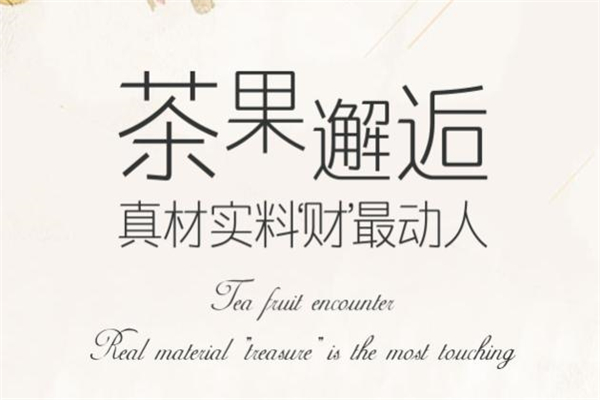 茶果邂逅
真材实料‘财’最动人
Tea fruit encounter
Real material "treasure" is the most touching